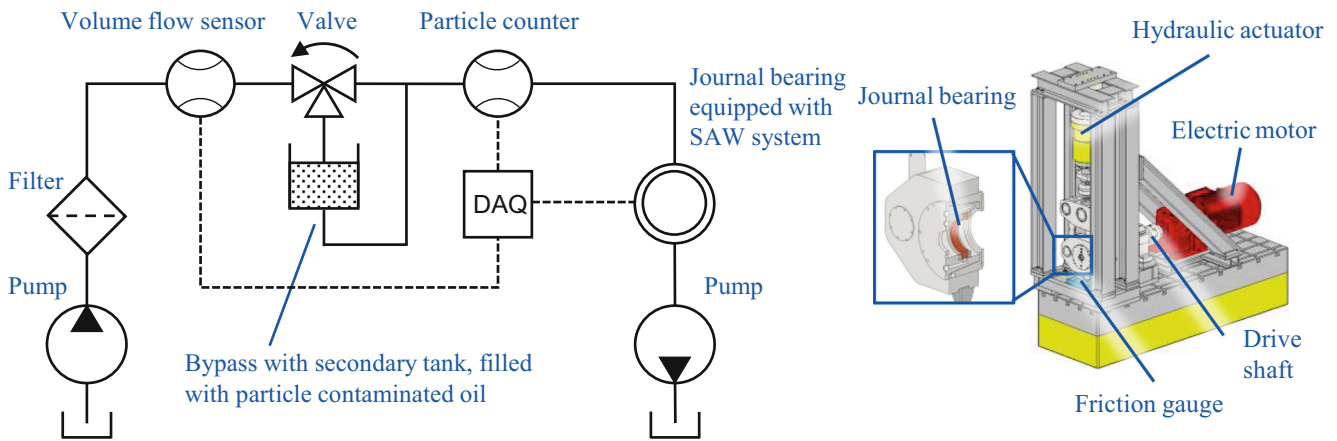 Volume flow sensor
Valve
Particle counter
Journal bearing
equipped with
SAW system
Filter
DAQ
Pump
Pump
Bypass with secondary tank, filled
with particle contaminated oil
Hydraulic actuator
Journal bearing
Electric motor
Drive
shaft
Friction gauge